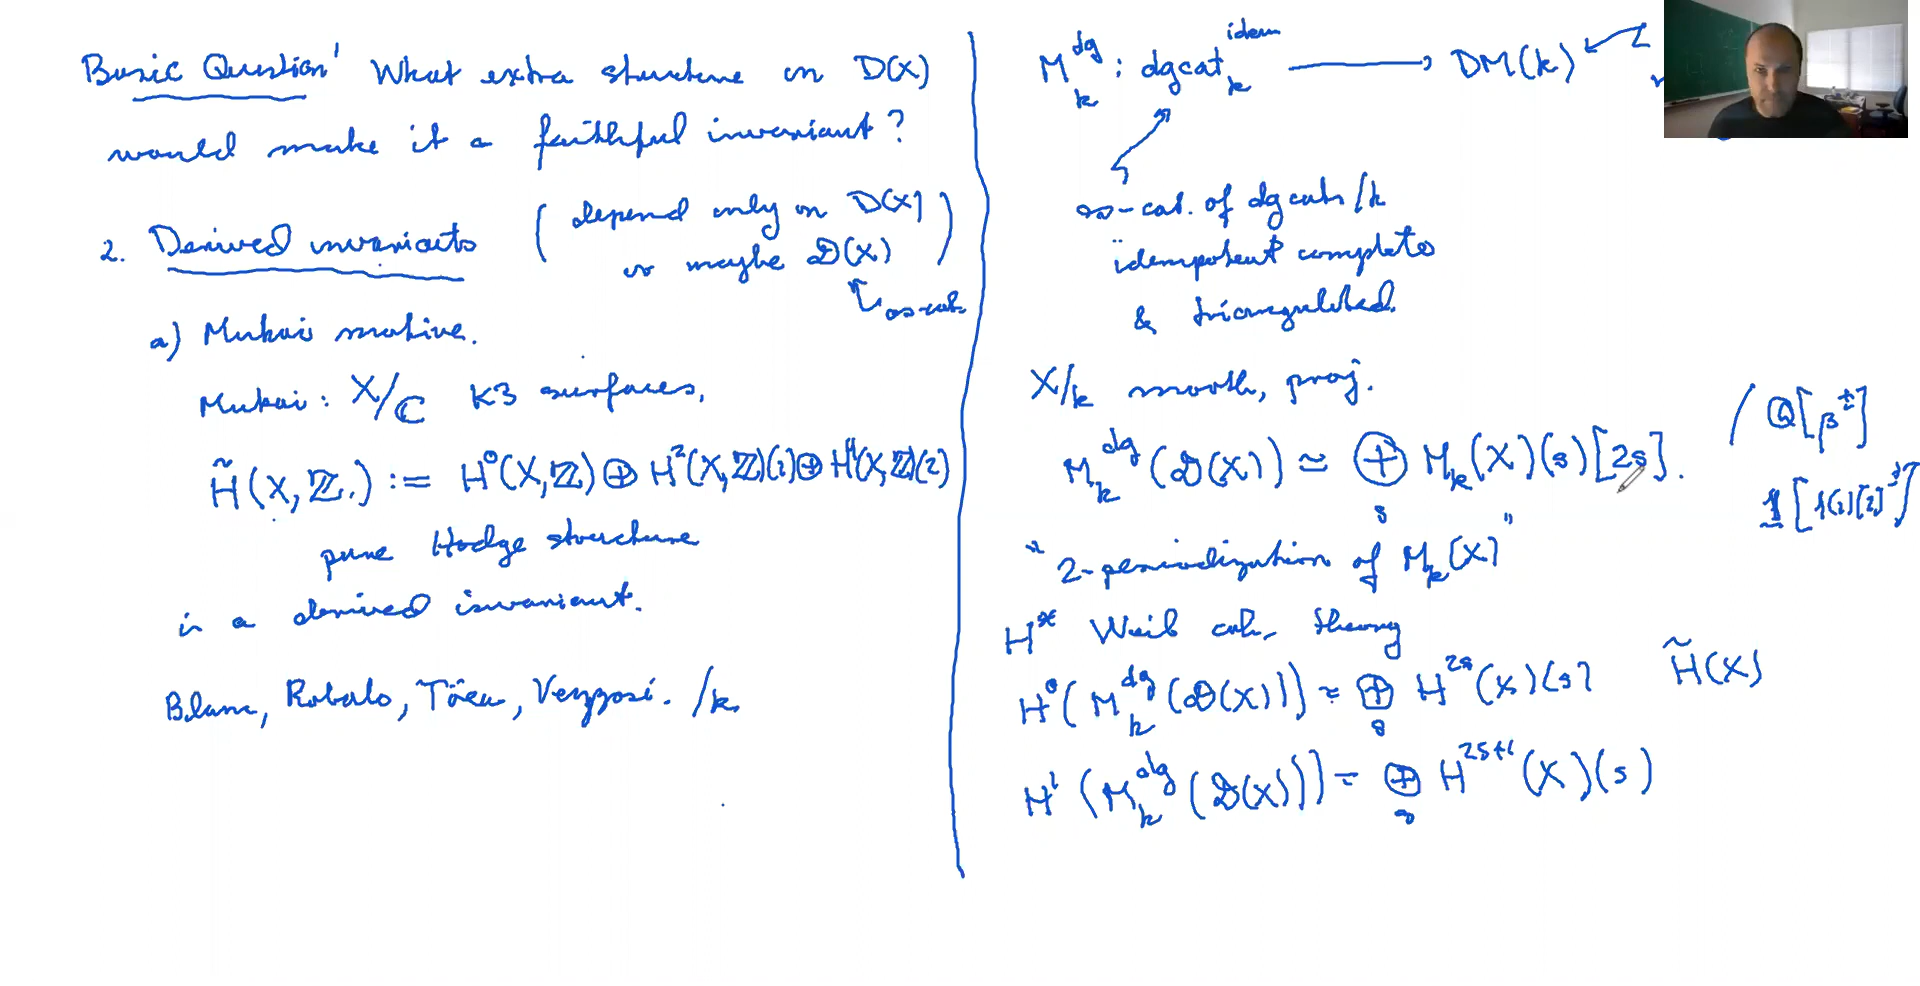 Basic Question: What extra structure on D(X)
would make it a faithful invariant?
2. Derived invariants (depend only on D(X)
or maybe 𝒟(X))
∞-cat.
a) Mukai motive.
Mukai: X/ℂ K3 surfaces,
H̃(X,ℤ) := H⁰(X,ℤ) ⊕ H²(X,ℤ)(1) ⊕ H⁴(X,ℤ)(2)
pure Hodge structure
is a derived invariant.
Blanc, Robalo, Töen, Vezzosi. /k
M_k^{dg} : dgcat_k^{idem} ⟶ DM(k)
∞-cat. of dg cats /k
idempotent complete
& triangulated.
X/k smooth, proj.
M_k^{dg}(𝒟(X)) ≃ ⊕_s M_k(X)(s)[2s].
/ℚ[β^±]
𝟙[1(1)[2]^±]
"2-periodization of M_k(X)"
H* Weil coh. theory
H⁰(M_k^{dg}(𝒟(X))) ≃ ⊕_s H^{2s}(X)(s)
H̃(X)
H¹(M_k^{dg}(𝒟(X))) = ⊕_s H^{2s+1}(X)(s)